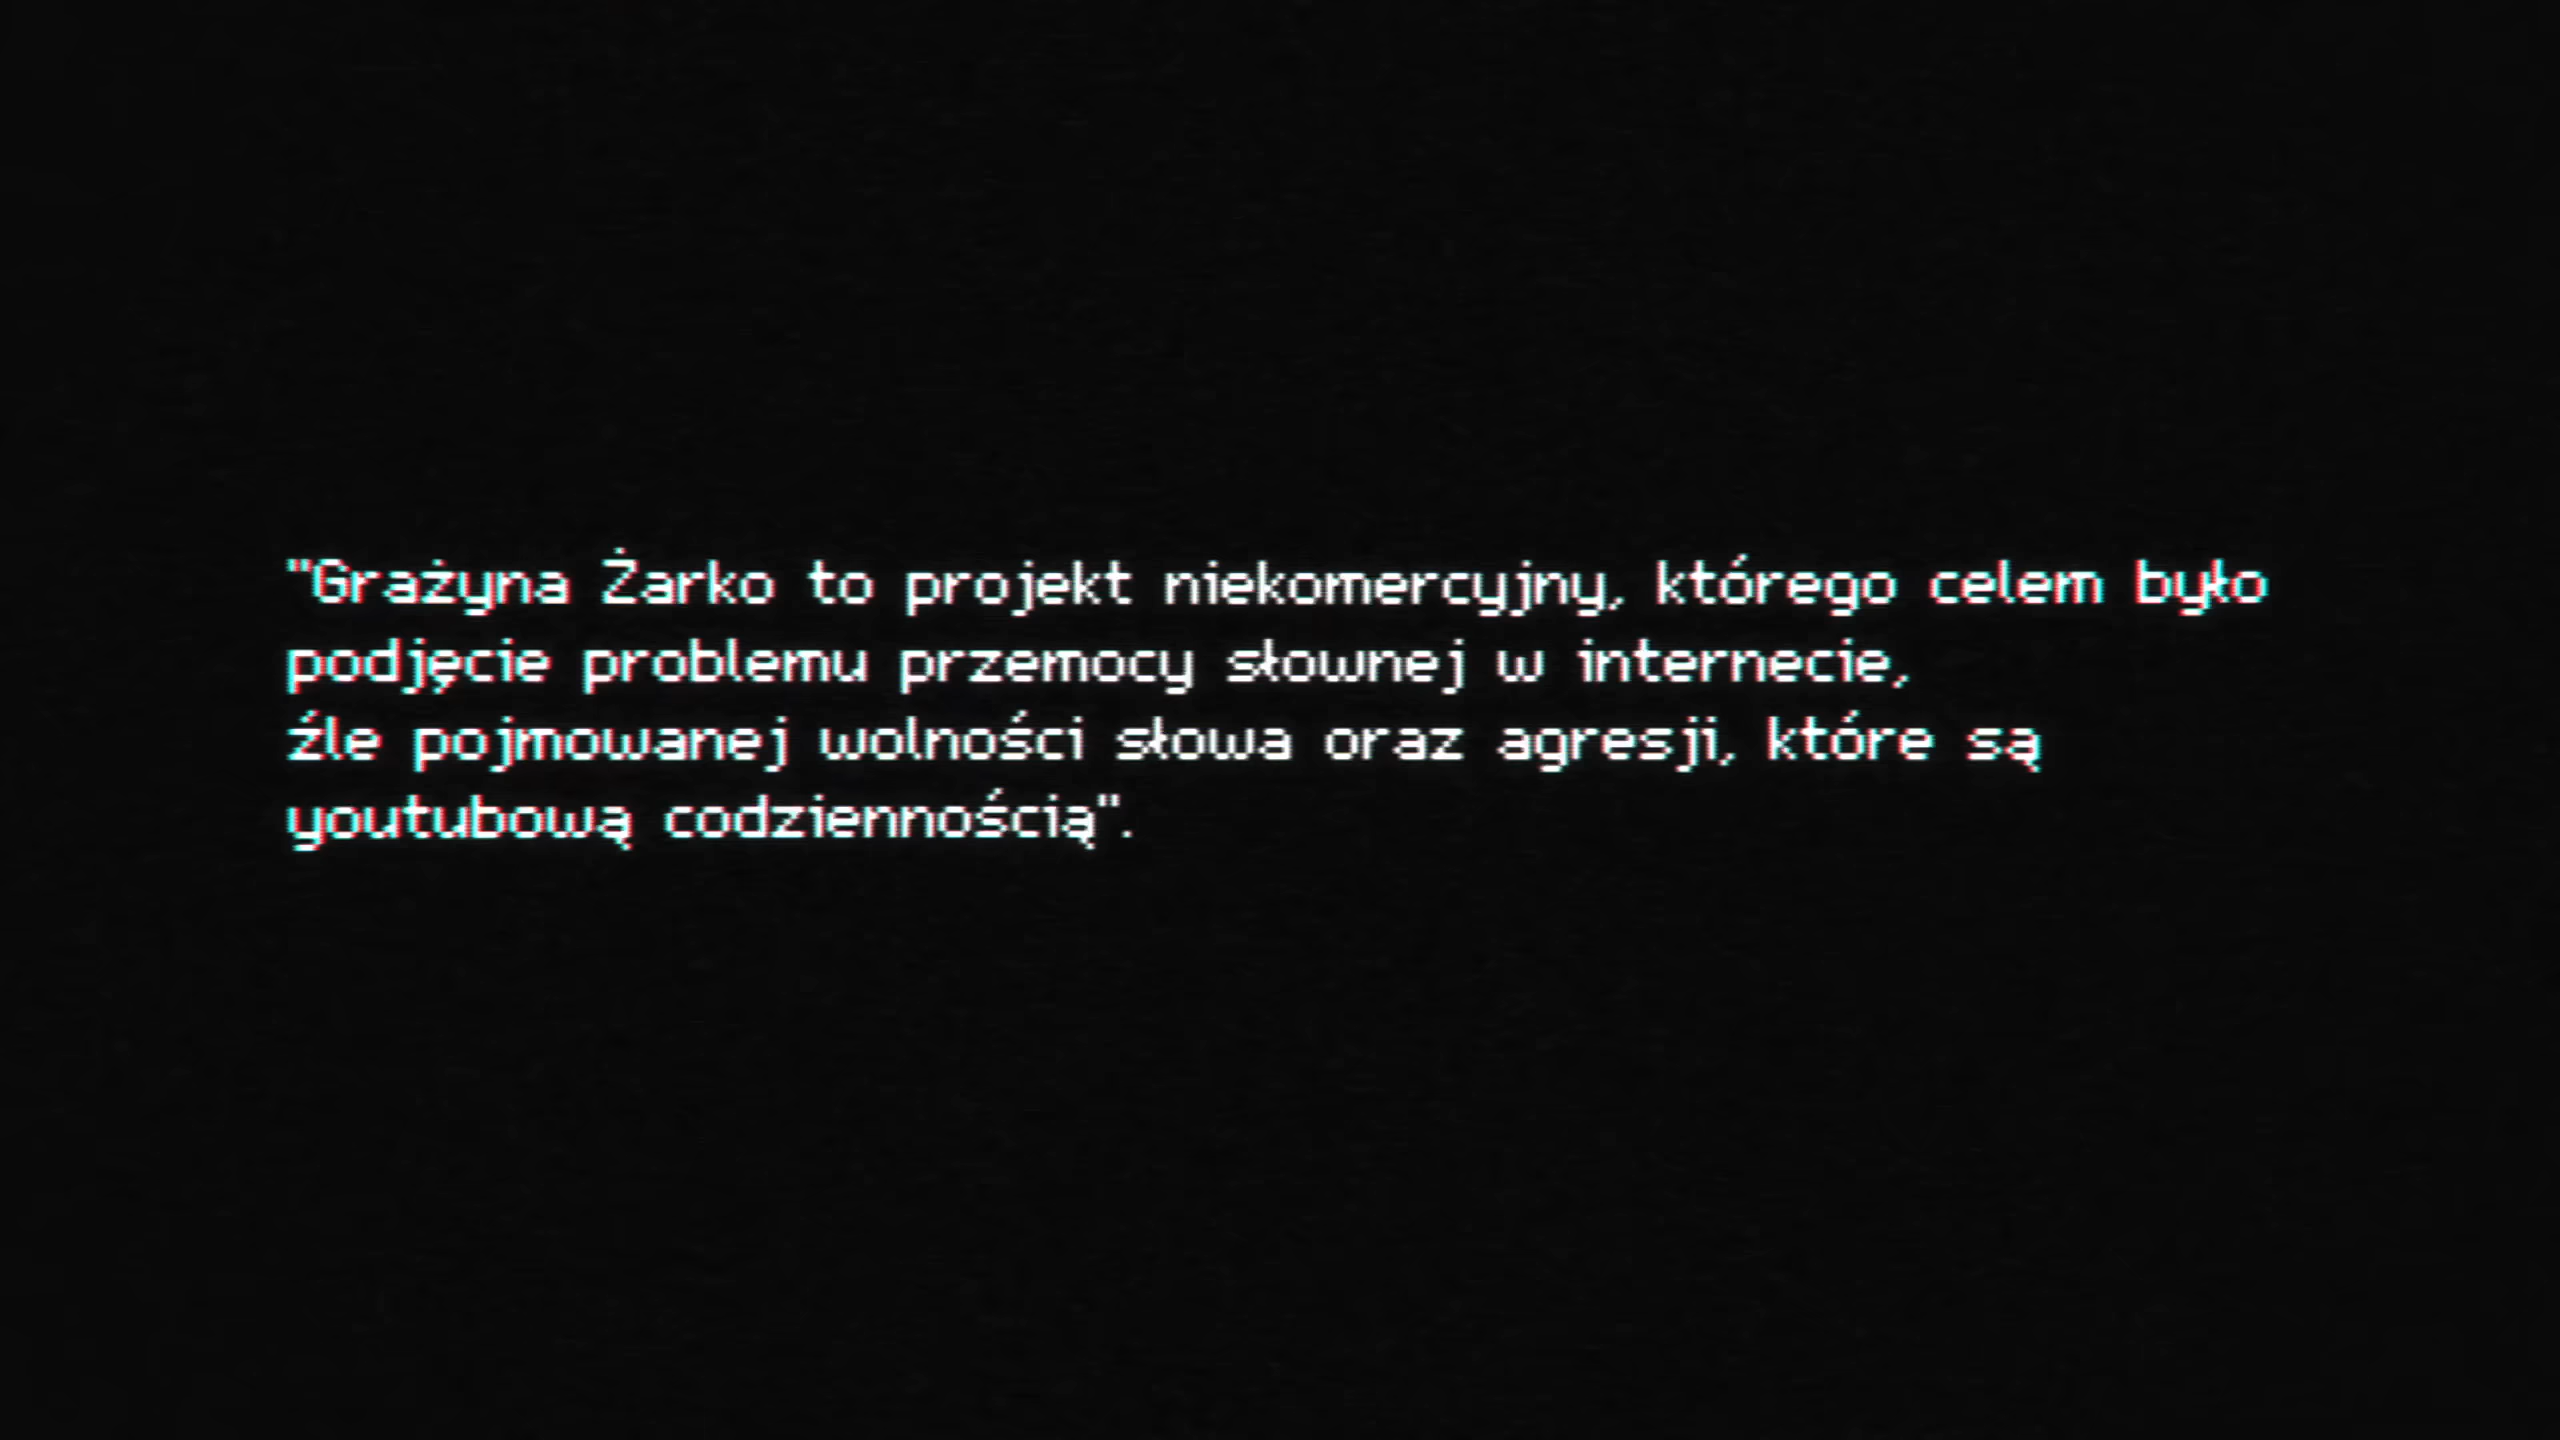 "Grażyna Żarko to projekt niekomercyjny, którego celem było
podjęcie problemu przemocy słownej w internecie,
źle pojmowanej wolności słowa oraz agresji, które są
youtubową codziennością".